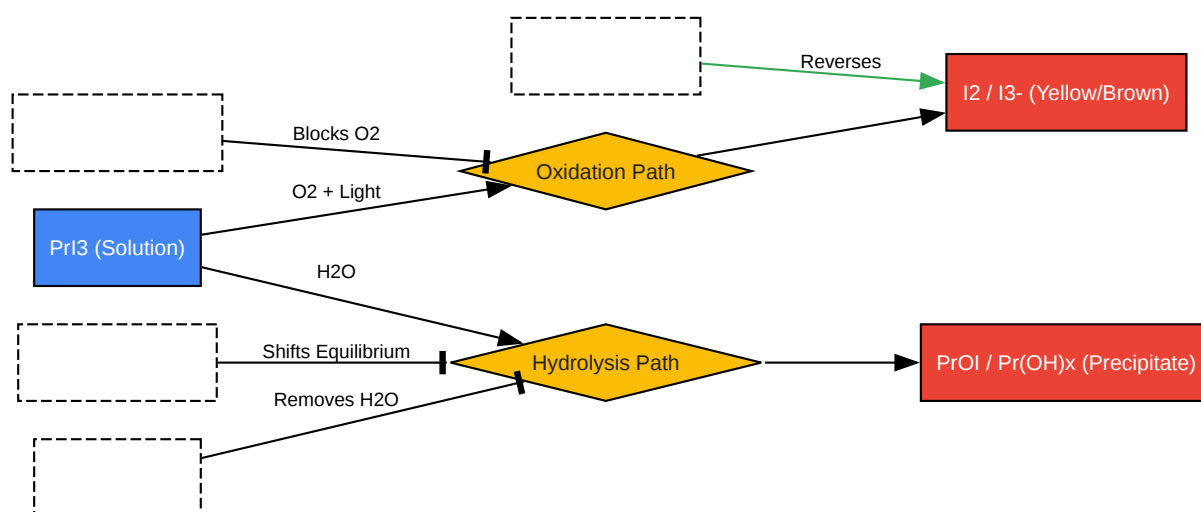 Reverses
I2 / I3- (Yellow/Brown)
Blocks O2
Oxidation Path
O2 + Light
PrI3 (Solution)
H2O
Shifts Equilibrium
Hydrolysis Path
PrOI / Pr(OH)x (Precipitate)
Removes H2O